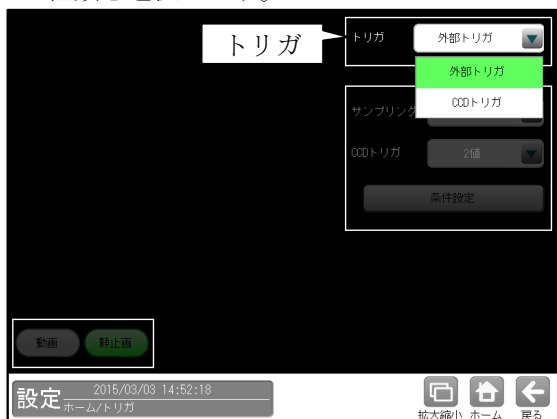 トリガ
トリガ 外部トリガ
外部トリガ
CCDトリガ
サンプリング
CCDトリガ 2値
条件設定
動画 静止画
設定 2015/03/03 14:52:18
ホーム/トリガ
拡大縮小 ホーム 戻る